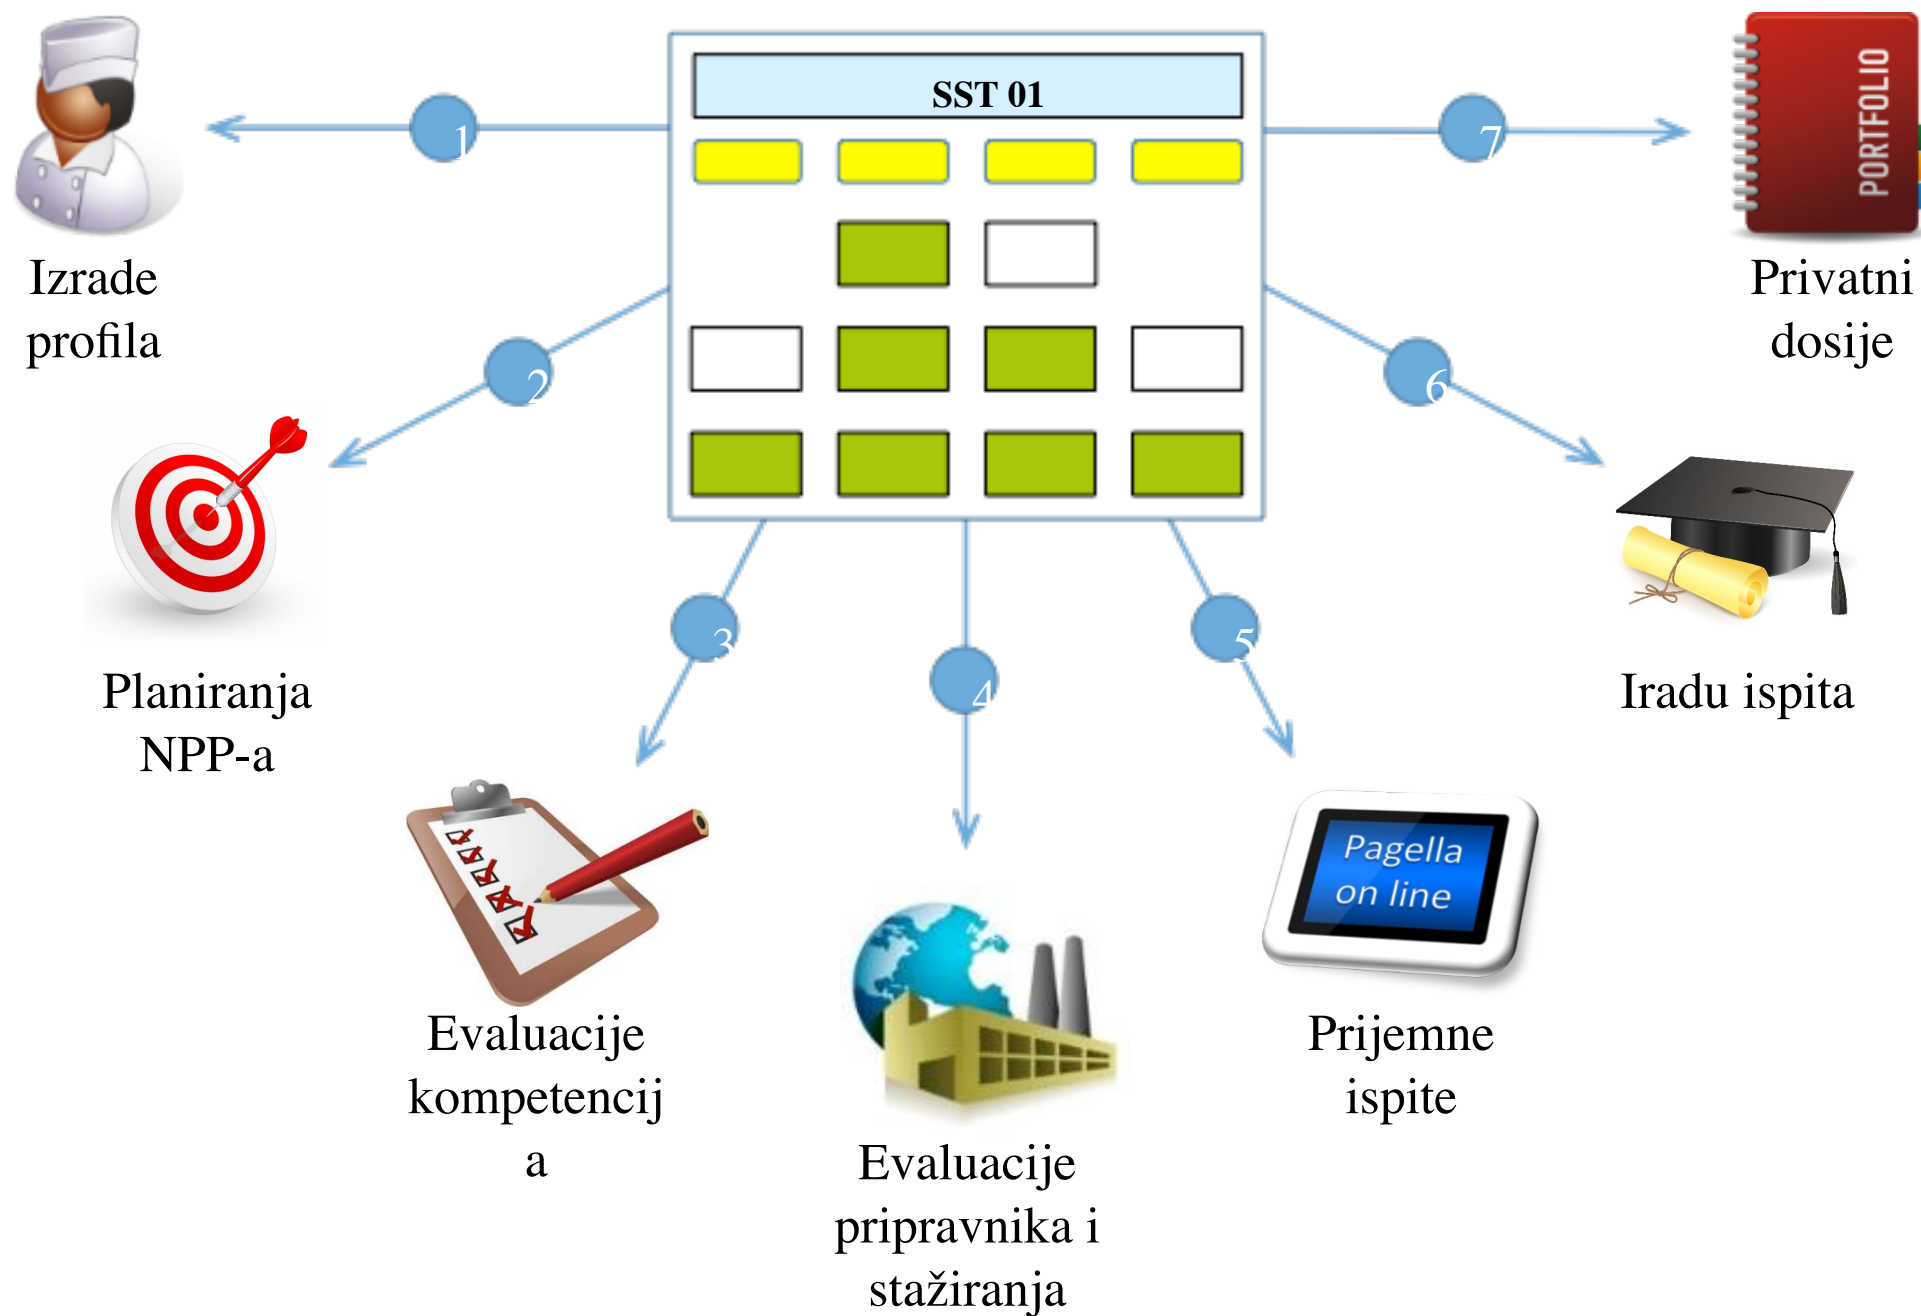 SST 01
1
7
PORTFOLIO
Izrade
profila
Privatni
dosije
2
6
Planiranja
NPP-a
Iradu ispita
3
4
5
Pagella
on line
Evaluacije
kompetencij
a
Prijemne
ispite
Evaluacije
pripravnika i
stažiranja